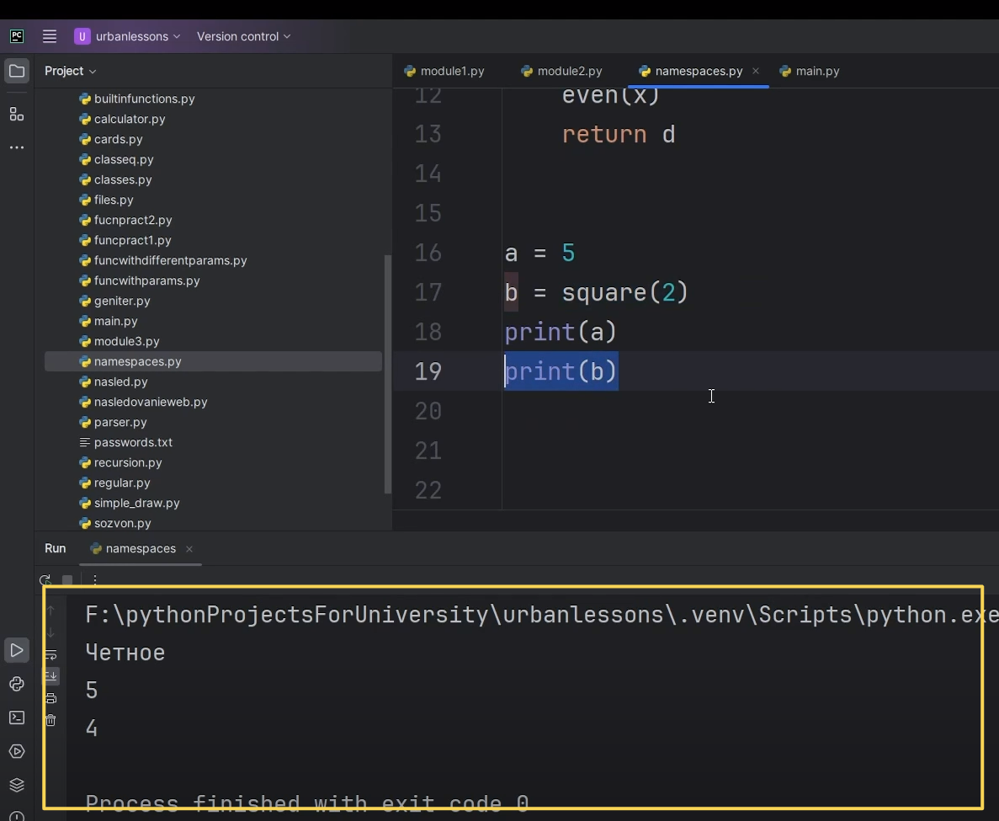 PC
U urbanlessons Version control
Project
module1.py module2.py namespaces.py main.py
builtinfunctions.py
calculator.py
cards.py
classeq.py
classes.py
files.py
fucnpract2.py
funcpract1.py
funcwithdifferentparams.py
funcwithparams.py
geniter.py
main.py
module3.py
namespaces.py
nasled.py
nasledovanieweb.py
parser.py
passwords.txt
recursion.py
regular.py
simple_draw.py
sozvon.py
12 even(x)
13 return d
14
15
16 a = 5
17 b = square(2)
18 print(a)
19 print(b)
20
21
22
Run namespaces
F:\pythonProjectsForUniversity\urbanlessons\.venv\Scripts\python.exe
Четное
5
4
Process finished with exit code 0